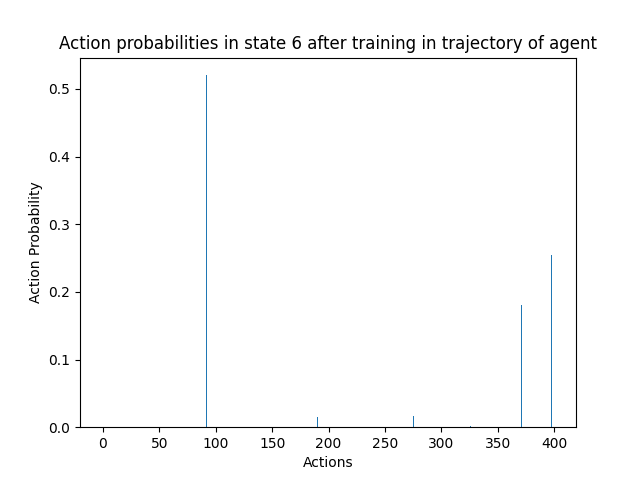 Action probabilities in state 6 after training in trajectory of agent
0.5
0.4
0.3
0.2
0.1
0.0
Action Probability
0 50 100 150 200 250 300 350 400
Actions